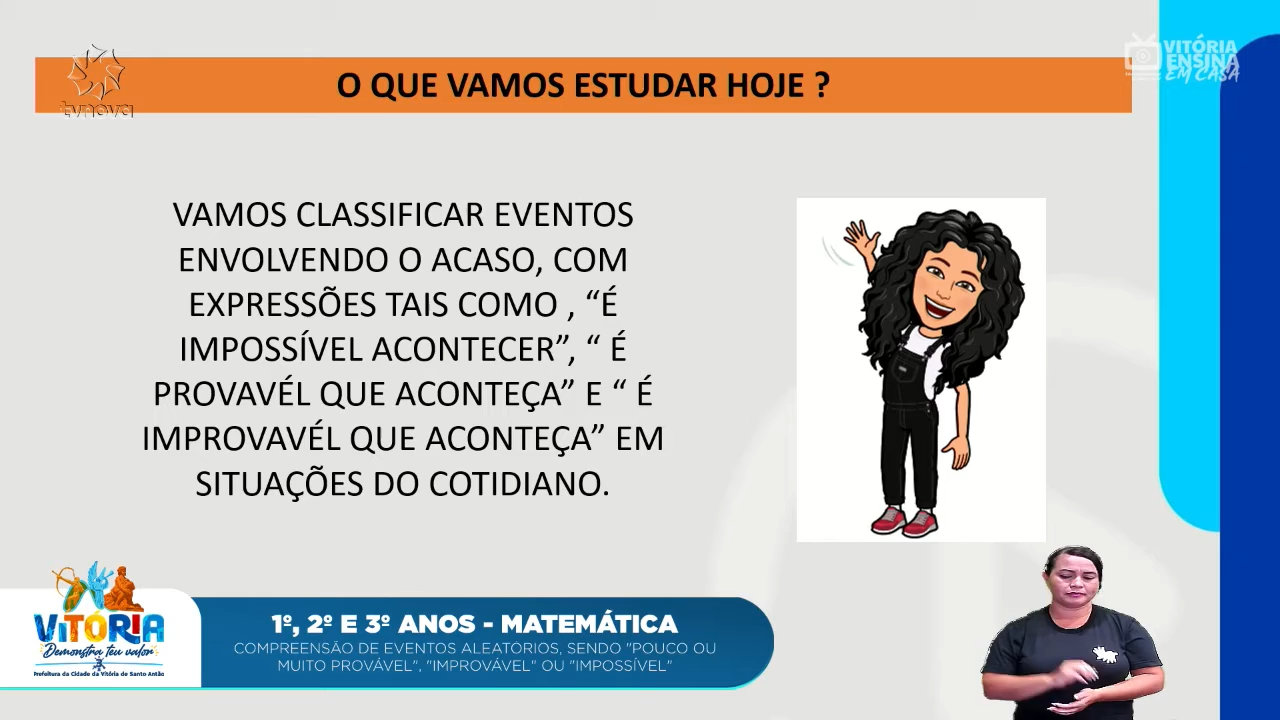 O QUE VAMOS ESTUDAR HOJE ?
tvnova
VITÓRIA
ENSINA
EM CASA
VAMOS CLASSIFICAR EVENTOS
ENVOLVENDO O ACASO, COM
EXPRESSÕES TAIS COMO , “É
IMPOSSÍVEL ACONTECER”, “ É
PROVAVÉL QUE ACONTEÇA” E “ É
IMPROVAVÉL QUE ACONTEÇA” EM
SITUAÇÕES DO COTIDIANO.
VITÓRIA
Demonstra teu valor
Prefeitura da Cidade da Vitória de Santo Antão
1º, 2º E 3º ANOS - MATEMÁTICA
COMPREENSÃO DE EVENTOS ALEATORIOS, SENDO "POUCO OU
MUITO PROVÁVEL", "IMPROVÁVEL" OU "IMPOSSÍVEL"